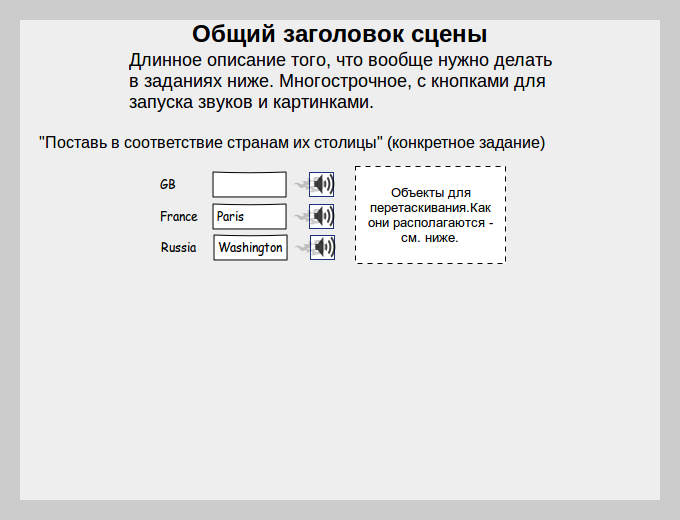 Общий заголовок сцены
Длинное описание того, что вообще нужно делать
в заданиях ниже. Многострочное, с кнопками для
запуска звуков и картинками.
"Поставь в соответствие странам их столицы" (конкретное задание)
GB
France Paris
Russia Washington
Объекты для
перетаскивания.Как
они располагаются -
см. ниже.